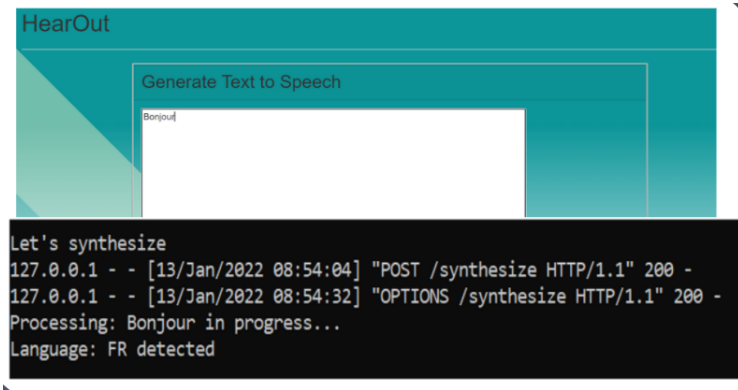 HearOut
Generate Text to Speech
Bonjour
Let's synthesize
127.0.0.1 - - [13/Jan/2022 08:54:04] "POST /synthesize HTTP/1.1" 200 -
127.0.0.1 - - [13/Jan/2022 08:54:32] "OPTIONS /synthesize HTTP/1.1" 200 -
Processing: Bonjour in progress...
Language: FR detected